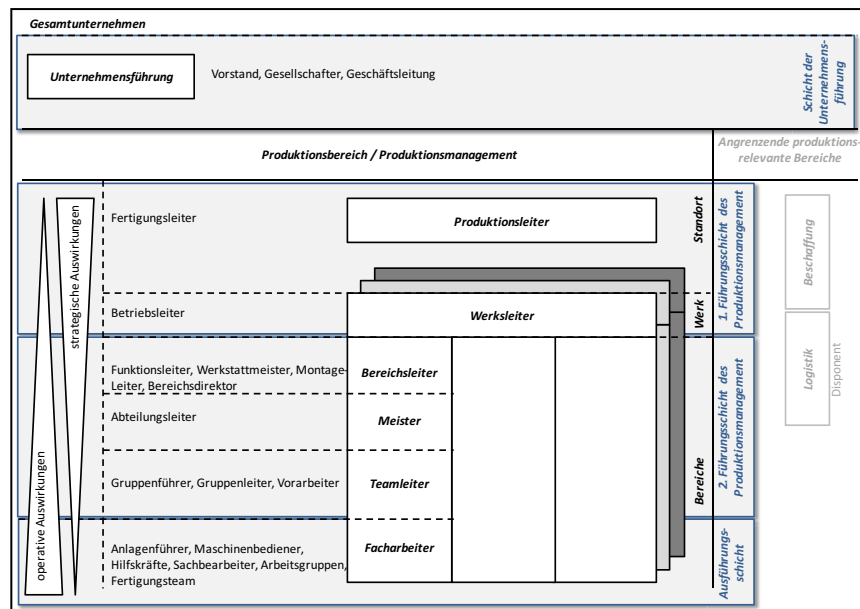 Gesamtunternehmen
Unternehmensführung
Vorstand, Gesellschafter, Geschäftsleitung
Schicht der
Unternehmens-
führung
Produktionsbereich / Produktionsmanagement
Angrenzende produktions-
relevante Bereiche
strategische Auswirkungen
operative Auswirkungen
Fertigungsleiter
Produktionsleiter
Standort
1. Führungsschicht des
Produktionsmanagement
Beschaffung
Betriebsleiter
Werksleiter
Werk
Funktionsleiter, Werkstattmeister, Montage-
Leiter, Bereichsdirektor
Bereichsleiter
Logistik
Disponent
Abteilungsleiter
Meister
Gruppenführer, Gruppenleiter, Vorarbeiter
Teamleiter
Bereiche
2. Führungsschicht des
Produktionsmanagement
Anlagenführer, Maschinenbediener,
Hilfskräfte, Sachbearbeiter, Arbeitsgruppen,
Fertigungsteam
Facharbeiter
Ausführungs-
schicht